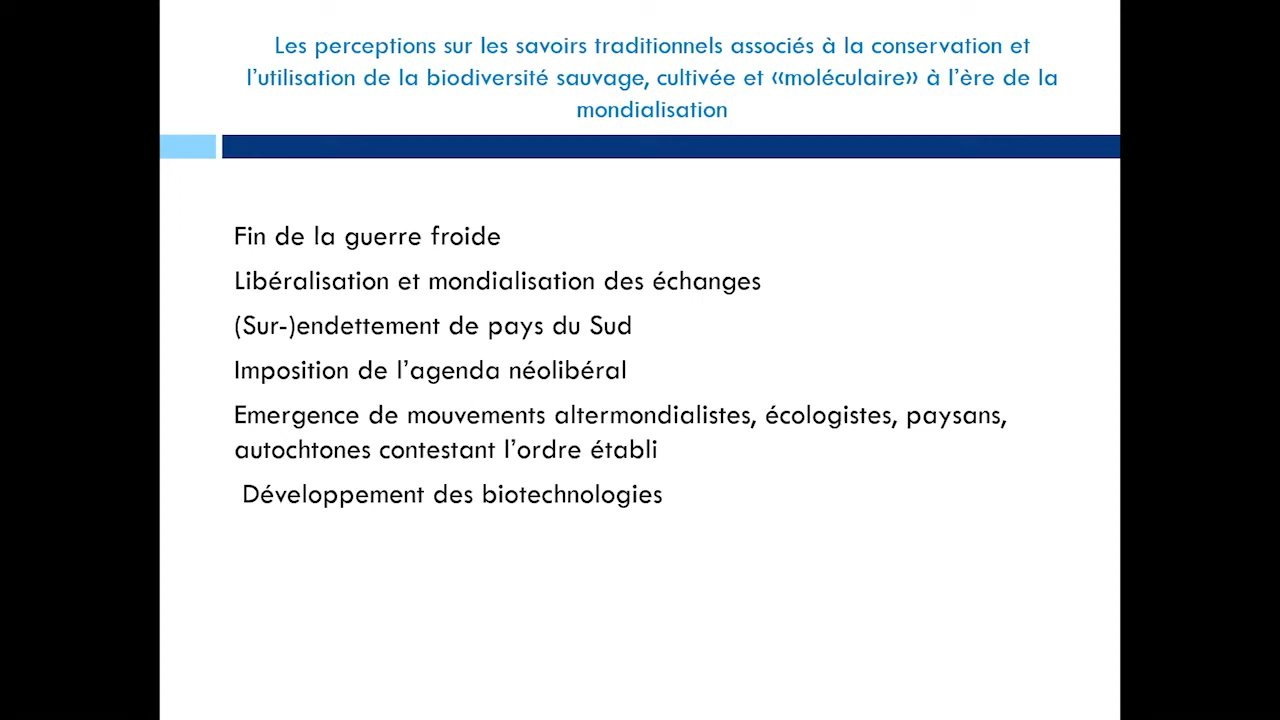 Les perceptions sur les savoirs traditionnels associés à la conservation et
l’utilisation de la biodiversité sauvage, cultivée et «moléculaire» à l’ère de la
mondialisation
Fin de la guerre froide
Libéralisation et mondialisation des échanges
(Sur-)endettement de pays du Sud
Imposition de l’agenda néolibéral
Emergence de mouvements altermondialistes, écologistes, paysans,
autochtones contestant l’ordre établi
Développement des biotechnologies